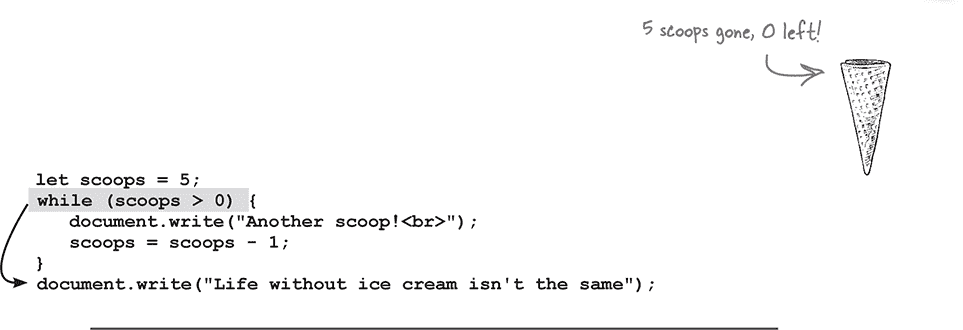 5 scoops gone, 0 left!
let scoops = 5;
while (scoops > 0) {
document.write("Another scoop!<br>");
scoops = scoops - 1;
}
document.write("Life without ice cream isn't the same");